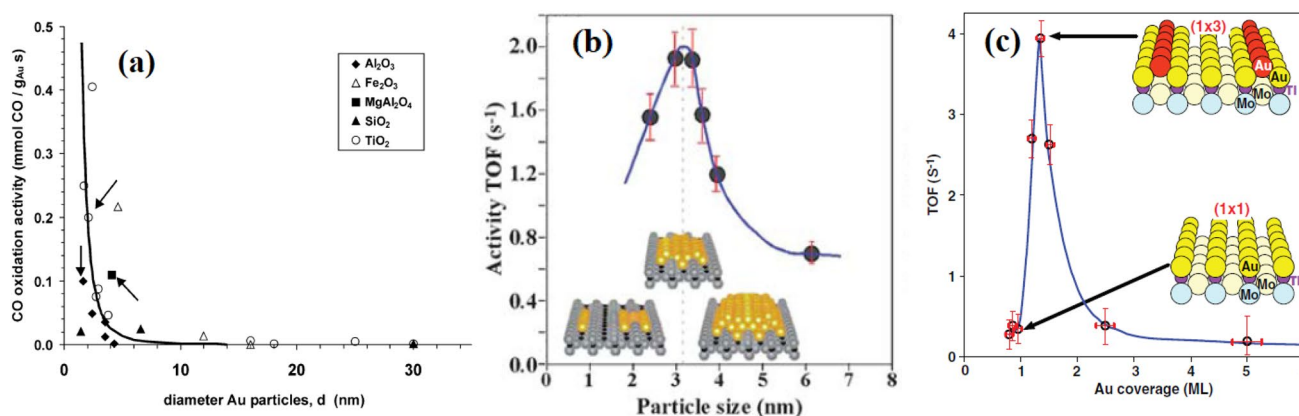 (a)
0.5
0.4
0.3
0.2
0.1
0.0
CO oxidation activity (mmol CO / gAu s)
Al₂O₃
Fe₂O₃
MgAl₂O₄
SiO₂
TiO₂
0 10 20 30
diameter Au particles, d (nm)
(b)
2.0
1.6
1.2
0.8
0.4
0.0
Activity TOF (s⁻¹)
0 1 2 3 4 5 6 7 8
Particle size (nm)
(c)
4
3
2
1
0
TOF (S⁻¹)
0 1 2 3 4 5
Au coverage (ML)
(1x3)
Au
Au
Mo
Mo
TI
(1x1)
Au
Mo
Mo
TI